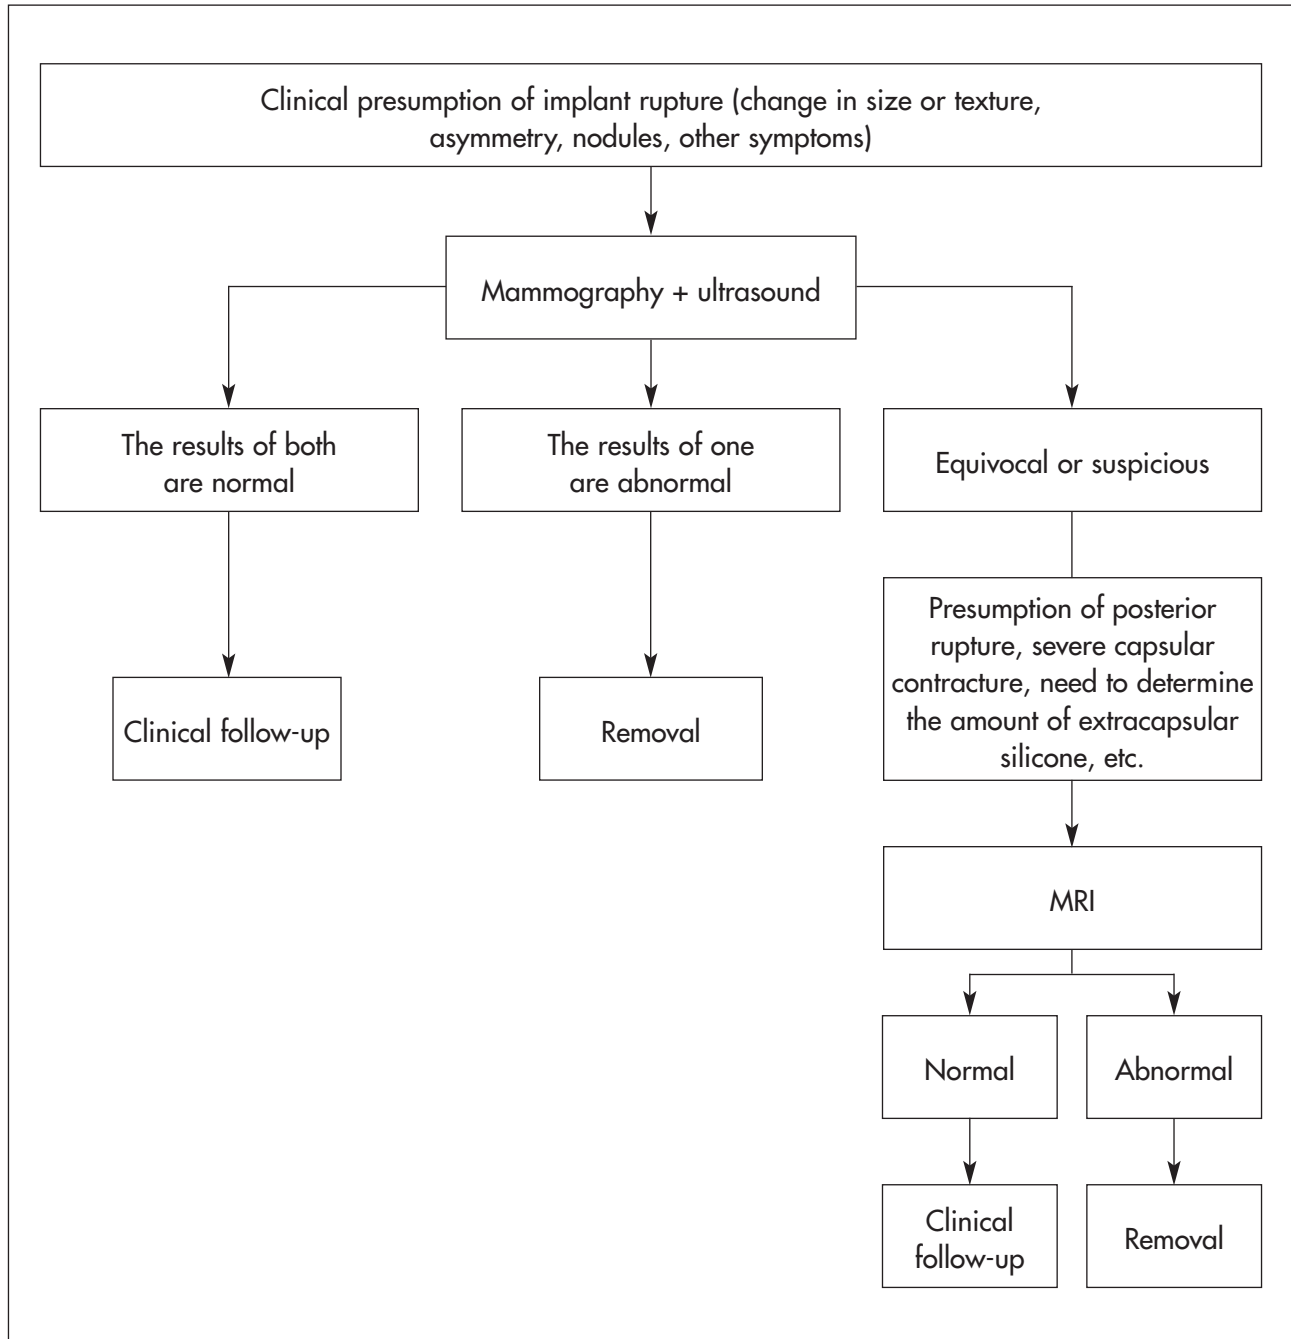 Clinical presumption of implant rupture (change in size or texture,
asymmetry, nodules, other symptoms)
Mammography + ultrasound
The results of both
are normal
The results of one
are abnormal
Equivocal or suspicious
Presumption of posterior
rupture, severe capsular
contracture, need to determine
the amount of extracapsular
silicone, etc.
Clinical follow-up
Removal
MRI
Normal
Abnormal
Clinical
follow-up
Removal